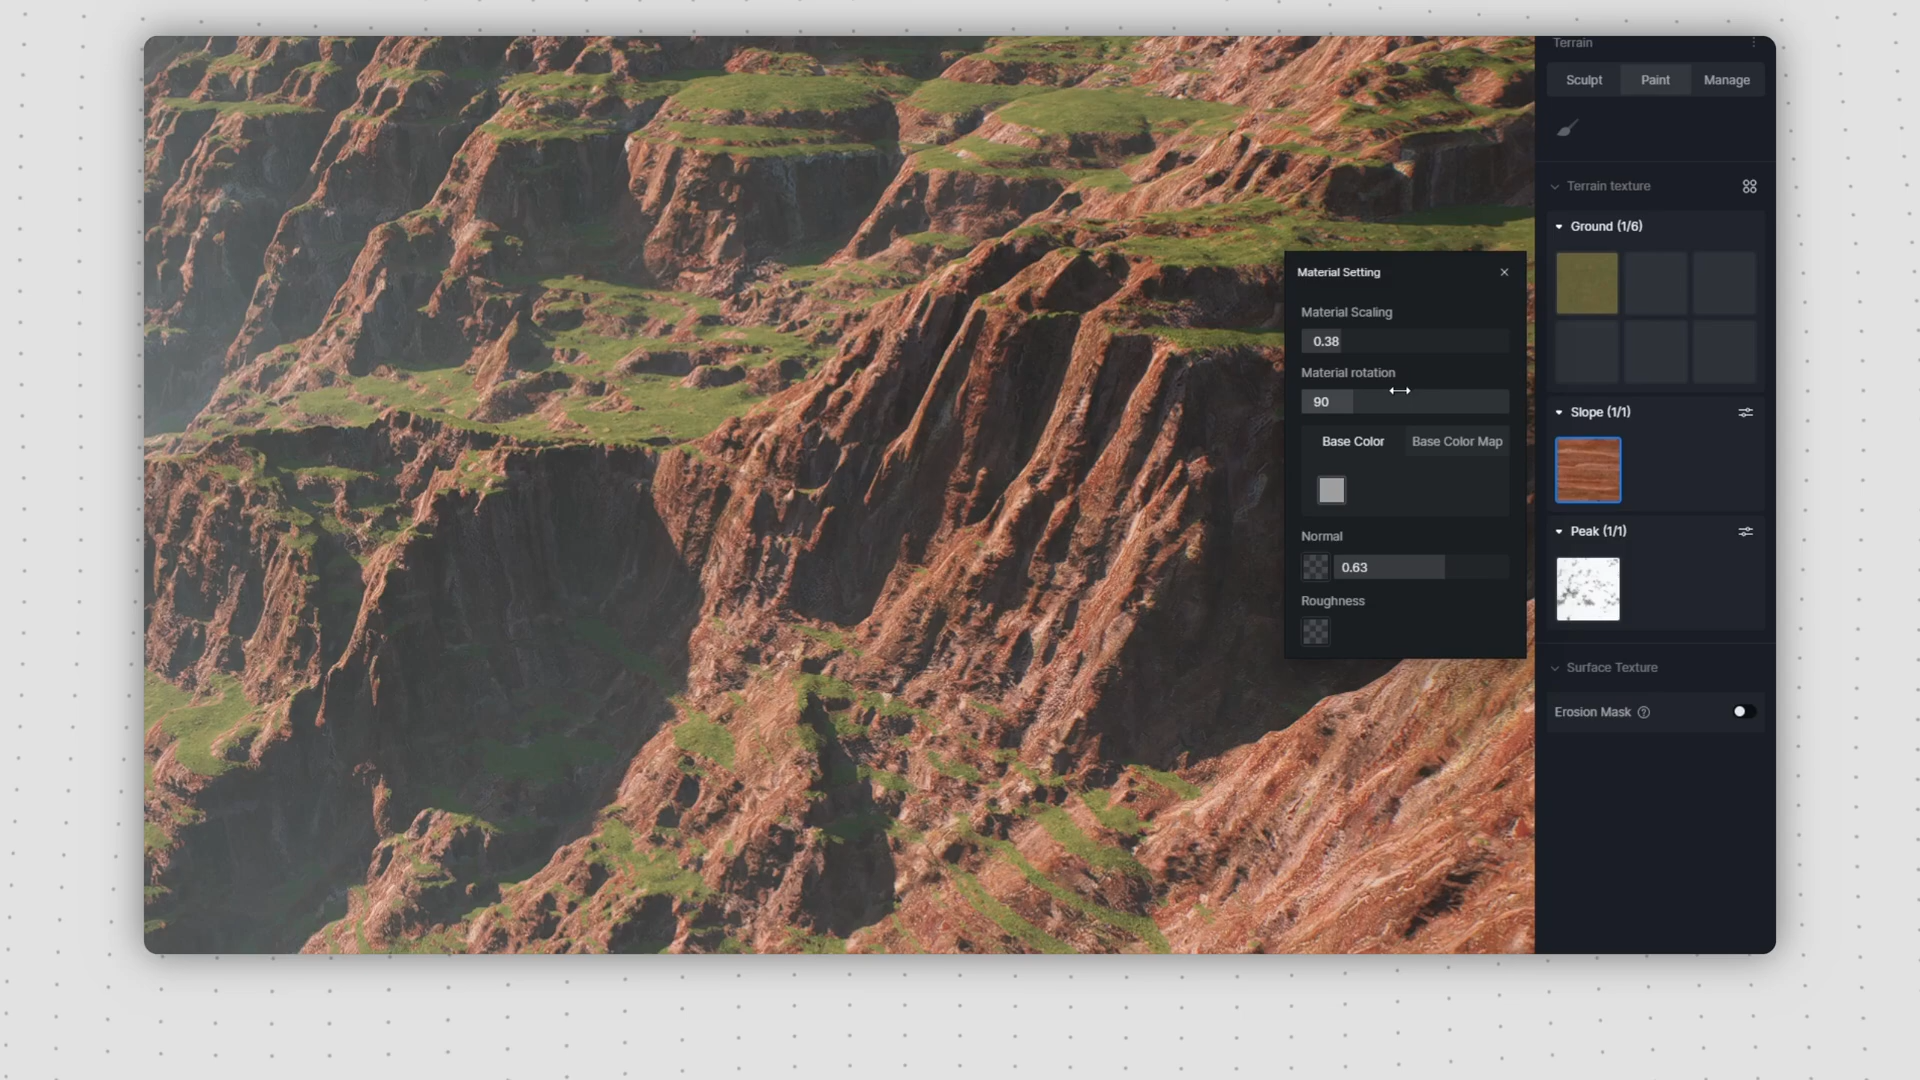 Terrain
Sculpt
Paint
Manage
Terrain texture
Ground (1/6)
Material Setting
Material Scaling
0.38
Material rotation
90
Base Color
Base Color Map
Normal
0.63
Roughness
Slope (1/1)
Peak (1/1)
Surface Texture
Erosion Mask